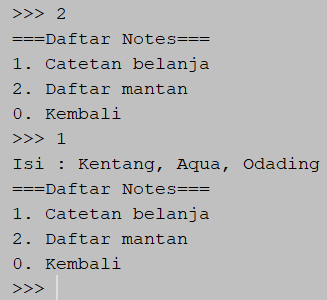 >>> 2
===Daftar Notes===
1. Catetan belanja
2. Daftar mantan
0. Kembali
>>> 1
Isi : Kentang, Aqua, Odading
===Daftar Notes===
1. Catetan belanja
2. Daftar mantan
0. Kembali
>>>